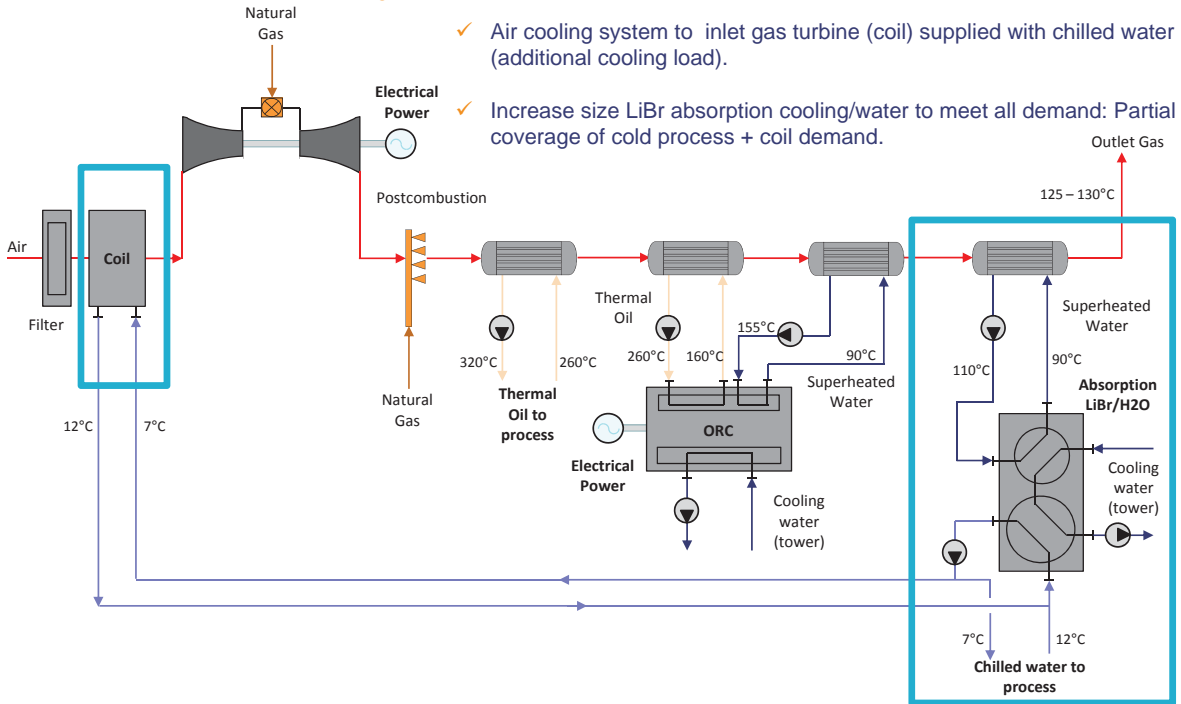 Natural
Gas
✓ Air cooling system to inlet gas turbine (coil) supplied with chilled water
(additional cooling load).
Electrical
Power
✓ Increase size LiBr absorption cooling/water to meet all demand: Partial
coverage of cold process + coil demand.
Outlet Gas
125 – 130°C
Postcombustion
Air
Coil
Filter
Thermal
Oil
Superheated
Water
320°C
260°C
260°C
160°C
155°C
90°C
110°C
90°C
Thermal
Oil to
process
Natural
Gas
Superheated
Water
Absorption
LiBr/H2O
12°C
7°C
ORC
Electrical
Power
Cooling
water
(tower)
Cooling
water
(tower)
7°C
12°C
Chilled water to
process